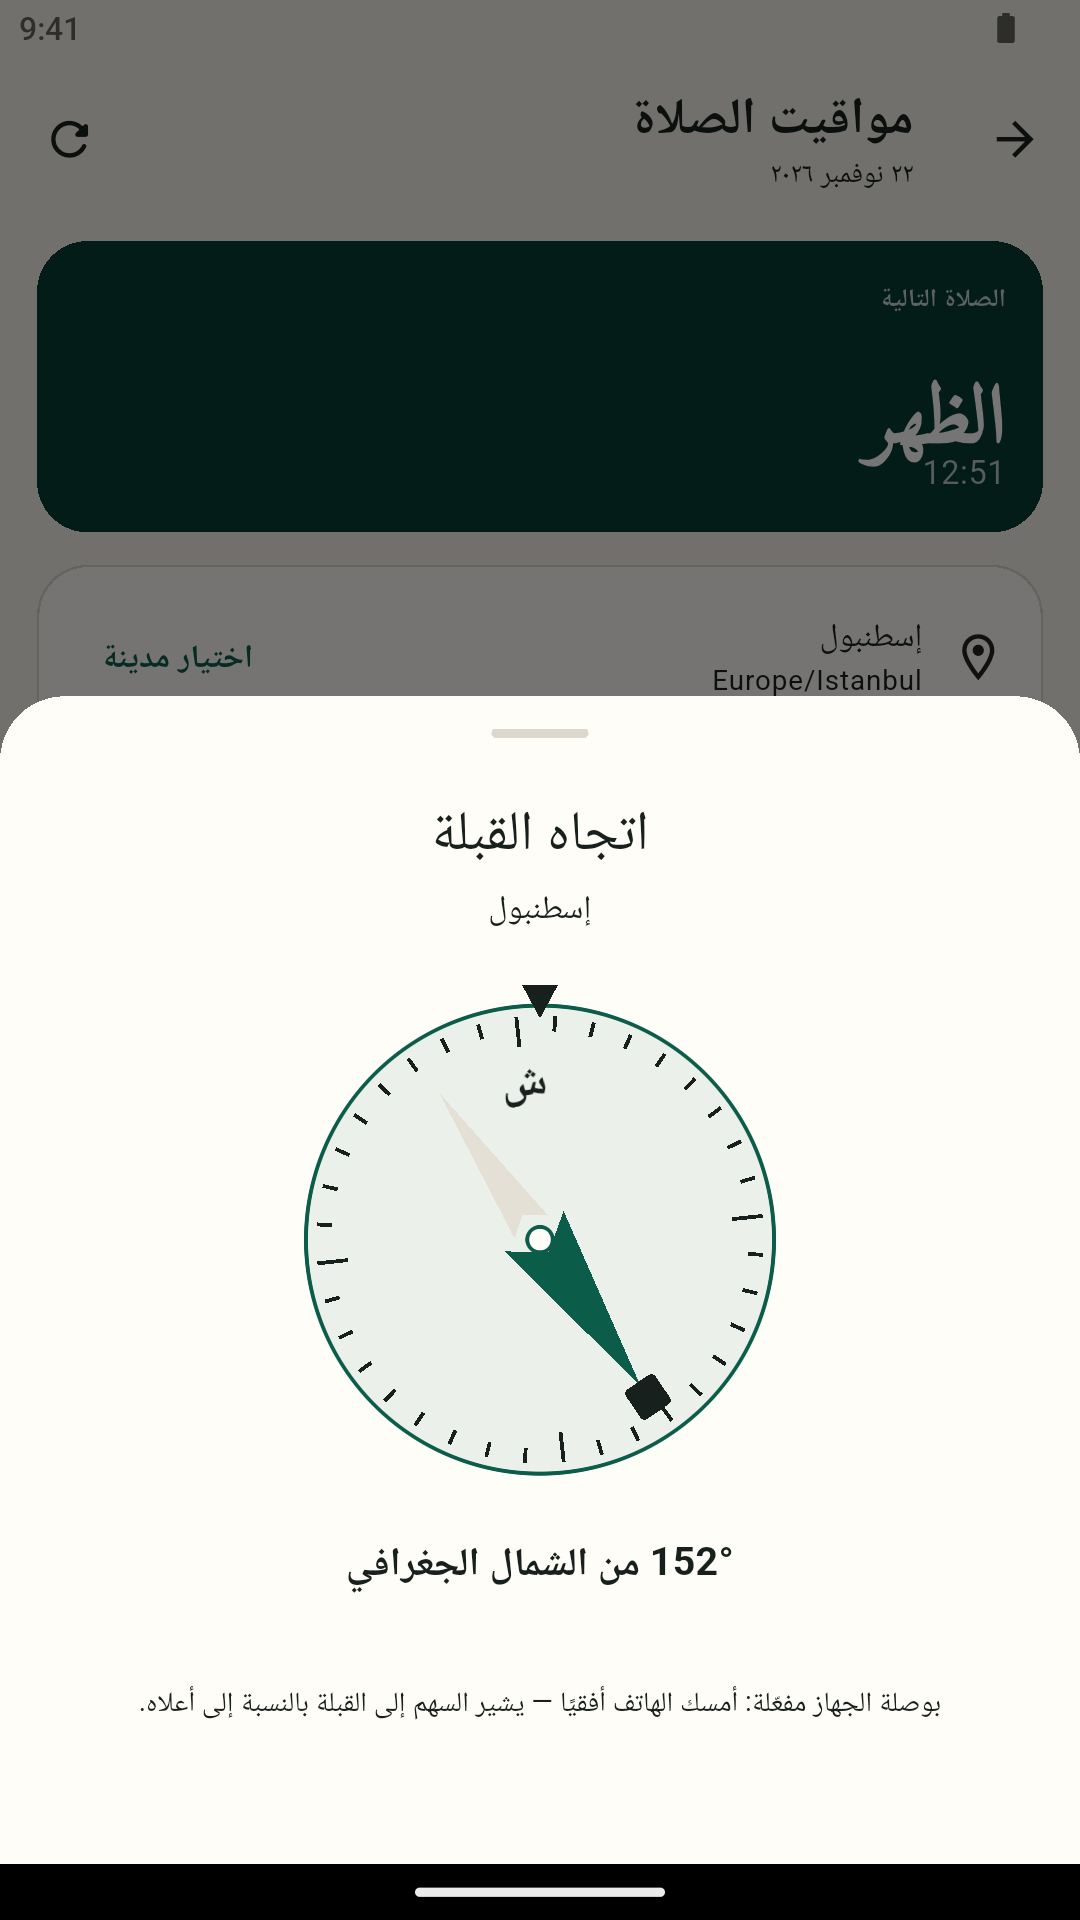 9:41
مواقيت الصلاة
٢٢ نوفمبر ٢٠٢٦
الصلاة التالية
الظهر
12:51
إسطنبول
Europe/Istanbul
اختيار مدينة
اتجاه القبلة
إسطنبول
ش
152° من الشمال الجغرافي
بوصلة الجهاز مفعّلة: أمسك الهاتف أفقيًا — يشير السهم إلى القبلة بالنسبة إلى أعلاه.